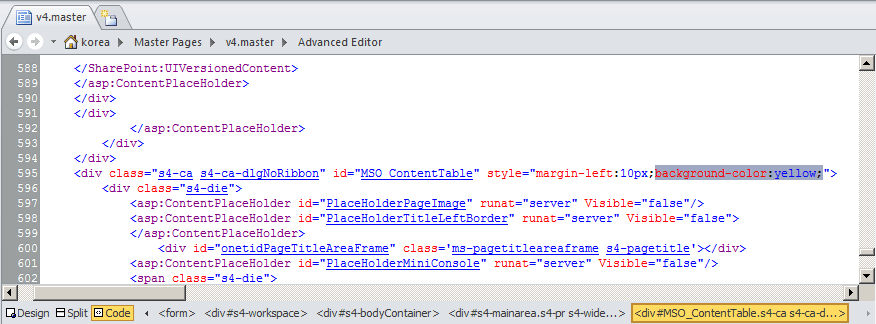 v4.master
korea Master Pages v4.master Advanced Editor
588 </SharePoint:UIVersionedContent>
589 </asp:ContentPlaceHolder>
590 </div>
591 </div>
592 </asp:ContentPlaceHolder>
593 </div>
594 </div>
595 <div class="s4-ca s4-ca-dlgNoRibbon" id="MSO_ContentTable" style="margin-left:10px;background-color:yellow;">
596 <div class="s4-die">
597 <asp:ContentPlaceHolder id="PlaceHolderPageImage" runat="server" Visible="false"/>
598 <asp:ContentPlaceHolder id="PlaceHolderTitleLeftBorder" runat="server" Visible="false">
599 </asp:ContentPlaceHolder>
600 <div id="onetidPageTitleAreaFrame" class='ms-pagetitleareaframe s4-pagetitle'></div>
601 <asp:ContentPlaceHolder id="PlaceHolderMiniConsole" runat="server" Visible="false"/>
602 <span class="s4-die">
Design Split Code <form> <div#s4-workspace> <div#s4-bodyContainer> <div#s4-mainarea.s4-pr s4-wide...> <div#MSO_ContentTable.s4-ca s4-ca-d...>